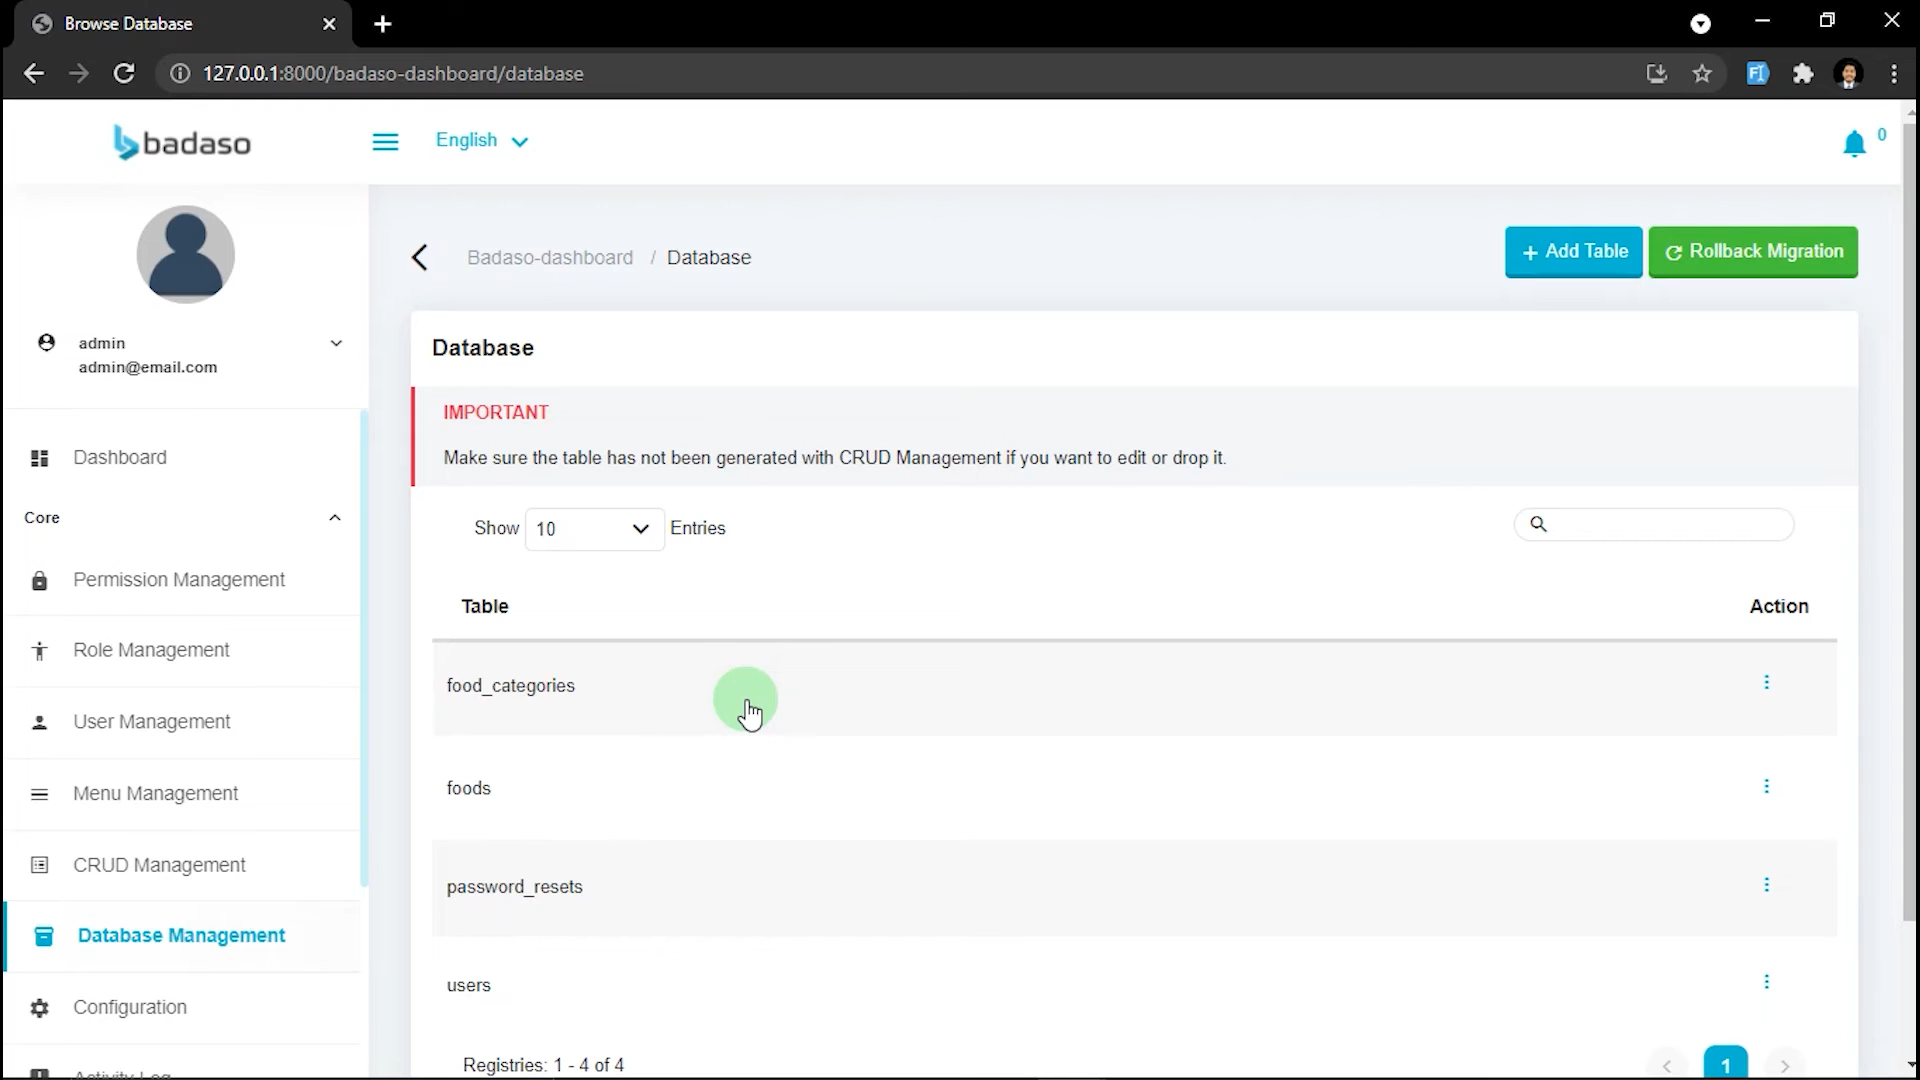 Browse Database
127.0.0.1:8000/badaso-dashboard/database
badaso
English
0
admin
admin@email.com
Badaso-dashboard / Database
+ Add Table
Rollback Migration
Dashboard
Core
Permission Management
Role Management
User Management
Menu Management
CRUD Management
Database Management
Configuration
Activity Log
Database
IMPORTANT
Make sure the table has not been generated with CRUD Management if you want to edit or drop it.
Show 10 Entries
Table Action
food_categories
foods
password_resets
users
Registries: 1 - 4 of 4
1